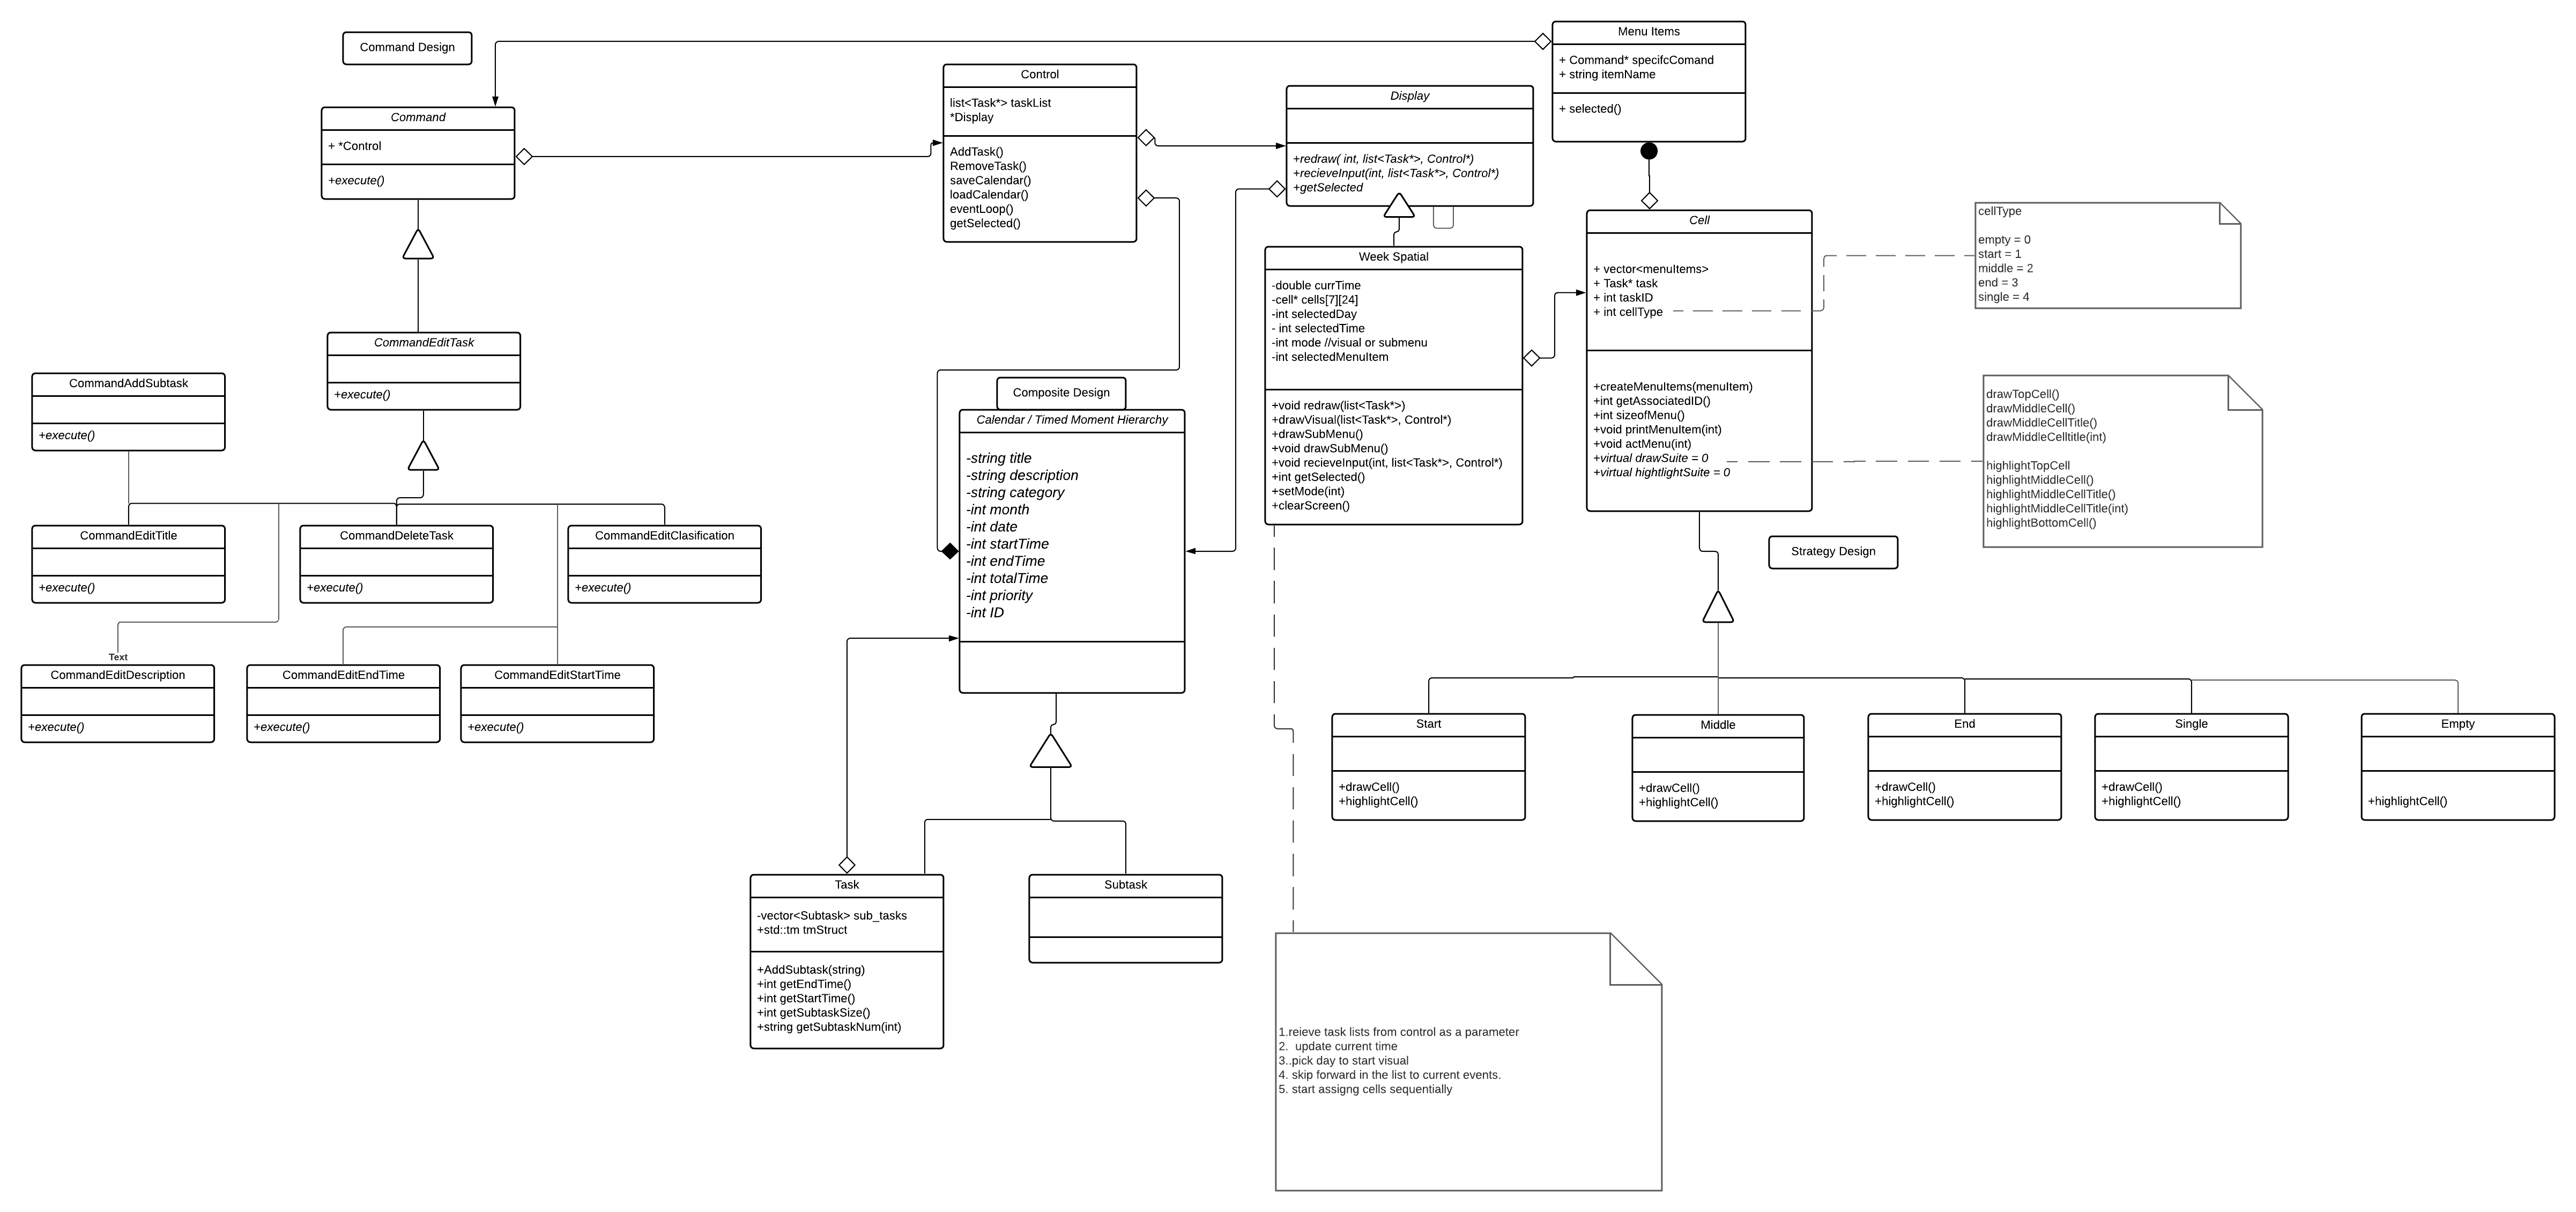 Command Design
Command
+ *Control
+execute()
CommandEditTask
+execute()
CommandAddSubtask
+execute()
CommandEditTitle
+execute()
CommandDeleteTask
+execute()
CommandEditClasification
+execute()
Text
CommandEditDescription
+execute()
CommandEditEndTime
+execute()
CommandEditStartTime
+execute()
Control
list<Task*> taskList
*Display
AddTask()
RemoveTask()
saveCalendar()
loadCalendar()
eventLoop()
getSelected()
Composite Design
Calendar / Timed Moment Hierarchy
-string title
-string description
-string category
-int month
-int date
-int startTime
-int endTime
-int totalTime
-int priority
-int ID
Task
-vector<Subtask> sub_tasks
+std::tm tmStruct
+AddSubtask(string)
+int getEndTime()
+int getStartTime()
+int getSubtaskSize()
+string getSubtaskNum(int)
Subtask
Display
+redraw( int, list<Task*>, Control*)
+recieveInput(int, list<Task*>, Control*)
+getSelected
Week Spatial
-double currTime
-cell* cells[7][24]
-int selectedDay
- int selectedTime
-int mode //visual or submenu
-int selectedMenuItem
+void redraw(list<Task*>)
+drawVisual(list<Task*>, Control*)
+drawSubMenu()
+void drawSubMenu()
+void recieveInput(int, list<Task*>, Control*)
+int getSelected()
+setMode(int)
+clearScreen()
Menu Items
+ Command* specifcComand
+ string itemName
+ selected()
Cell
+ vector<menuItems>
+ Task* task
+ int taskID
+ int cellType
+createMenuItems(menuItem)
+int getAssociatedID()
+int sizeofMenu()
+void printMenuItem(int)
+void actMenu(int)
+virtual drawSuite = 0
+virtual hightlightSuite = 0
cellType
empty = 0
start = 1
middle = 2
end = 3
single = 4
drawTopCell()
drawMiddleCell()
drawMiddleCellTitle()
drawMiddleCelltitle(int)
highlightTopCell
highlightMiddleCell()
highlightMiddleCellTitle()
highlightMiddleCellTitle(int)
highlightBottomCell()
Strategy Design
Start
+drawCell()
+highlightCell()
Middle
+drawCell()
+highlightCell()
End
+drawCell()
+highlightCell()
Single
+drawCell()
+highlightCell()
Empty
+highlightCell()
1.reieve task lists from control as a parameter
2.  update current time
3..pick day to start visual
4. skip forward in the list to current events.
5. start assigng cells sequentially